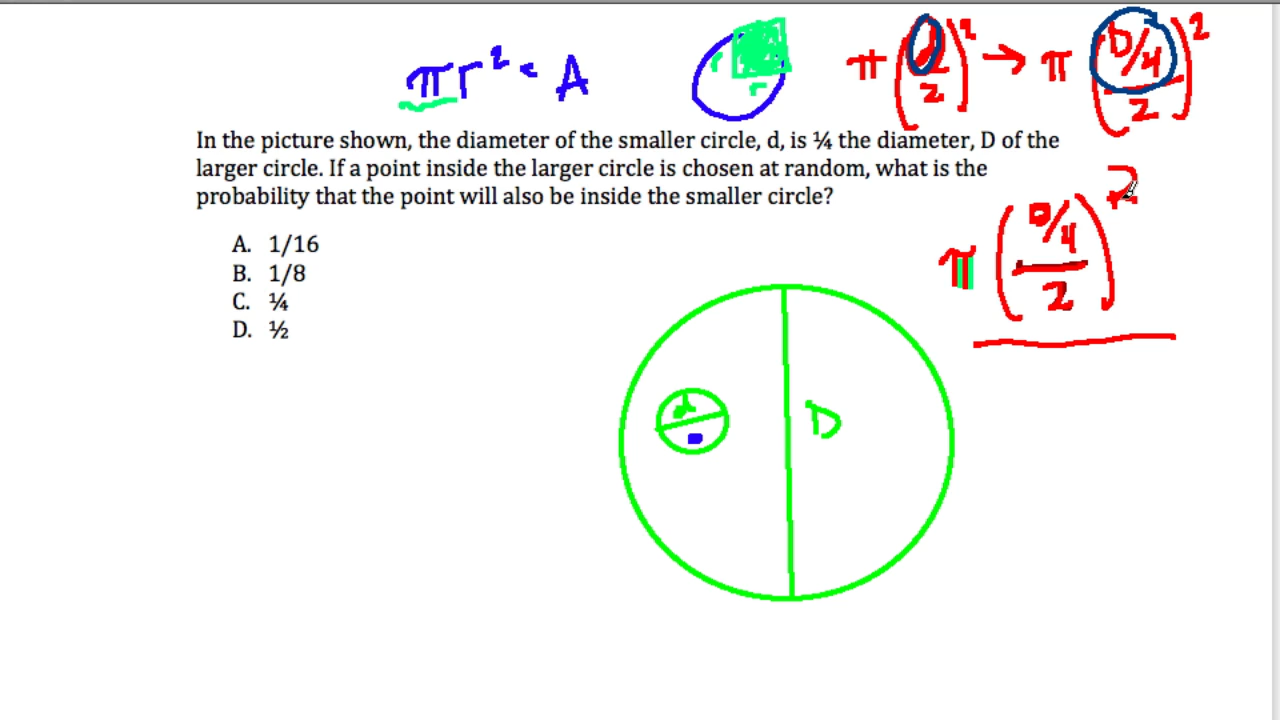 πr² = A
r
r
π(d/2)² → π((D/4)/2)²
In the picture shown, the diameter of the smaller circle, d, is ¼ the diameter, D of the
larger circle. If a point inside the larger circle is chosen at random, what is the
probability that the point will also be inside the smaller circle?
π((D/4)/2)²
A. 1/16
B. 1/8
C. ¼
D. ½
d
D